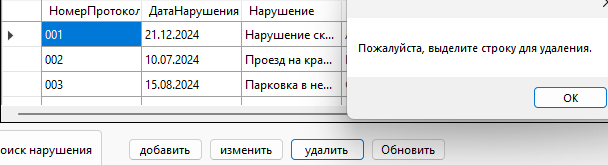 НомерПротокол ДатаНарушения Нарушение
001 21.12.2024 Нарушение ск...
002 10.07.2024 Проезд на кра...
003 15.08.2024 Парковка в не...
Пожалуйста, выделите строку для удаления.
OK
оиск нарушения
добавить изменить удалить Обновить